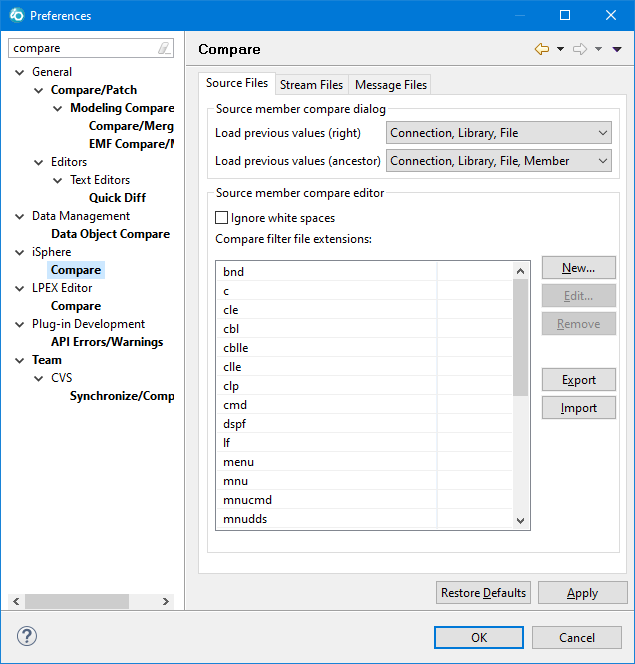 Preferences
compare
General
Compare/Patch
Modeling Compare
Compare/Merg
EMF Compare/M
Editors
Text Editors
Quick Diff
Data Management
Data Object Compare
iSphere
Compare
LPEX Editor
Compare
Plug-in Development
API Errors/Warnings
Team
CVS
Synchronize/Comp
Compare
Source Files
Stream Files
Message Files
Source member compare dialog
Load previous values (right)
Connection, Library, File
Load previous values (ancestor)
Connection, Library, File, Member
Source member compare editor
Ignore white spaces
Compare filter file extensions:
bnd
c
cle
cbl
cblle
clle
clp
cmd
dspf
lf
menu
mnu
mnucmd
mnudds
New...
Edit...
Remove
Export
Import
Restore Defaults
Apply
OK
Cancel